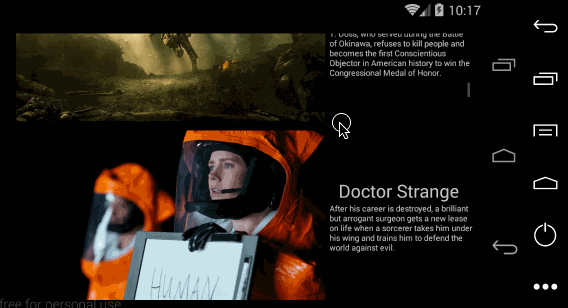 10:17
T. Doss, who served during the Battle
of Okinawa, refuses to kill people and
becomes the first Conscientious
Objector in American history to win the
Congressional Medal of Honor.
Doctor Strange
After his career is destroyed, a brilliant
but arrogant surgeon gets a new lease
on life when a sorcerer takes him under
his wing and trains him to defend the
world against evil.
HUMAN
free for personal use